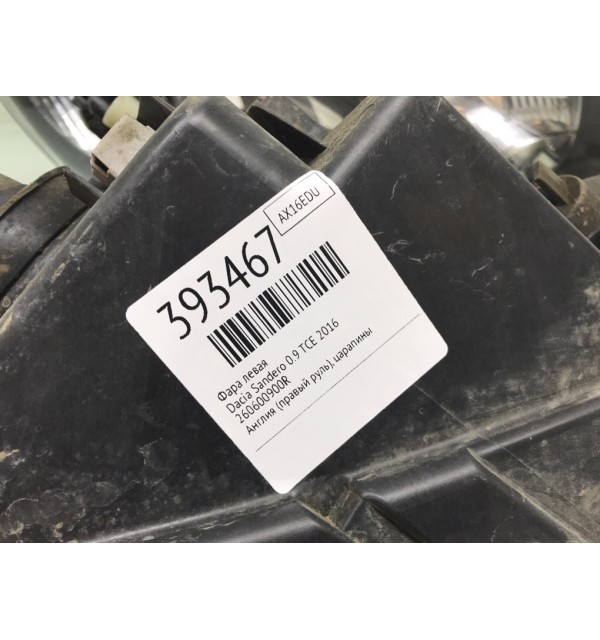 AX16EDU
393467
Фара левая
Dacia Sandero 0.9 TCE 2016
260600900R
Англия (правый руль), царапины